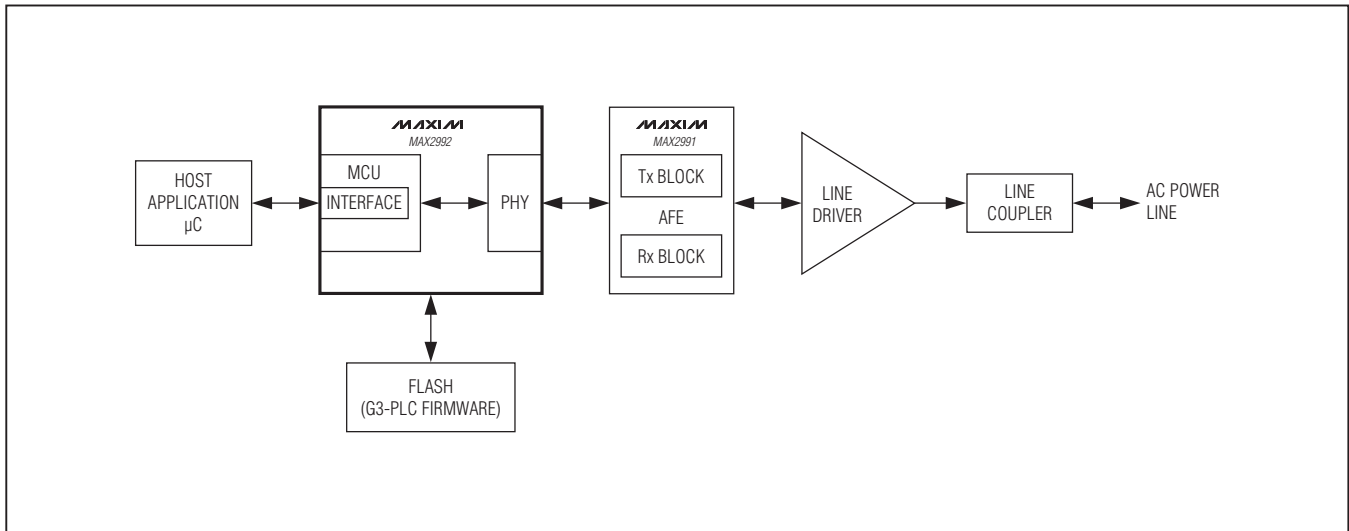 HOST
APPLICATION
µC
MAXIM
MAX2992
MCU
INTERFACE
PHY
FLASH
(G3-PLC FIRMWARE)
MAXIM
MAX2991
Tx BLOCK
AFE
Rx BLOCK
LINE
DRIVER
LINE
COUPLER
AC POWER
LINE